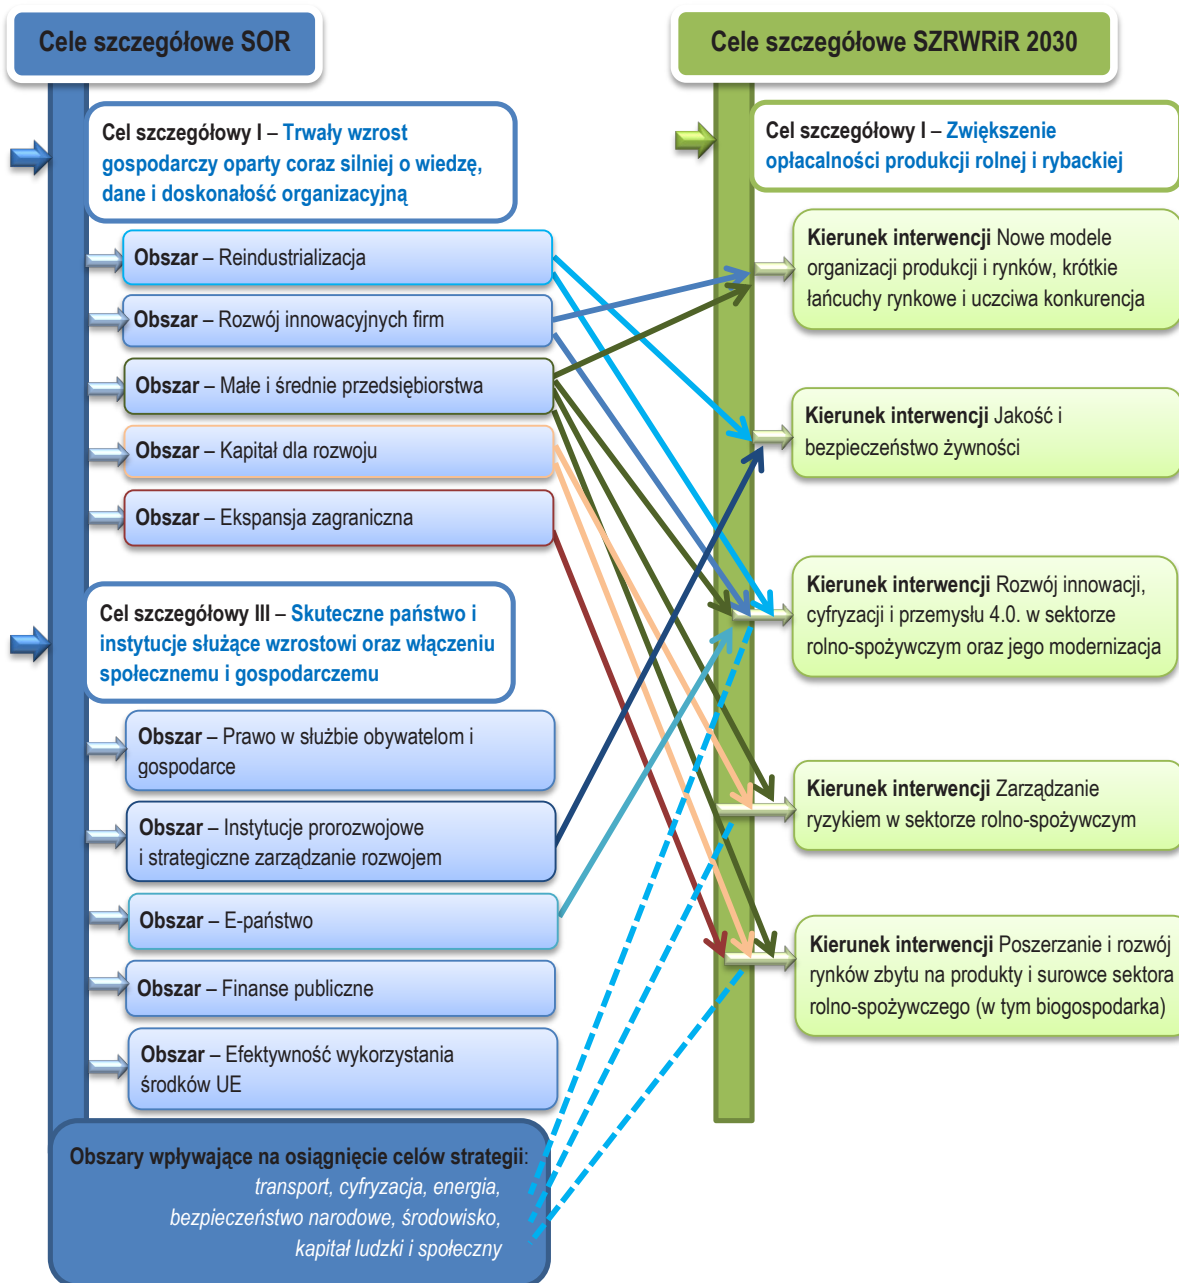 Cele szczegółowe SOR
Cel szczegółowy I – Trwały wzrost
gospodarczy oparty coraz silniej o wiedzę,
dane i doskonałość organizacyjną
Obszar – Reindustrializacja
Obszar – Rozwój innowacyjnych firm
Obszar – Małe i średnie przedsiębiorstwa
Obszar – Kapitał dla rozwoju
Obszar – Ekspansja zagraniczna
Cel szczegółowy III – Skuteczne państwo i
instytucje służące wzrostowi oraz włączeniu
społecznemu i gospodarczemu
Obszar – Prawo w służbie obywatelom i
gospodarce
Obszar – Instytucje prorozwojowe
i strategiczne zarządzanie rozwojem
Obszar – E-państwo
Obszar – Finanse publiczne
Obszar – Efektywność wykorzystania
środków UE
Obszary wpływające na osiągnięcie celów strategii:
transport, cyfryzacja, energia,
bezpieczeństwo narodowe, środowisko,
kapitał ludzki i społeczny
Cele szczegółowe SZRWRiR 2030
Cel szczegółowy I – Zwiększenie
opłacalności produkcji rolnej i rybackiej
Kierunek interwencji Nowe modele
organizacji produkcji i rynków, krótkie
łańcuchy rynkowe i uczciwa konkurencja
Kierunek interwencji Jakość i
bezpieczeństwo żywności
Kierunek interwencji Rozwój innowacji,
cyfryzacji i przemysłu 4.0. w sektorze
rolno-spożywczym oraz jego modernizacja
Kierunek interwencji Zarządzanie
ryzykiem w sektorze rolno-spożywczym
Kierunek interwencji Poszerzanie i rozwój
rynków zbytu na produkty i surowce sektora
rolno-spożywczego (w tym biogospodarka)